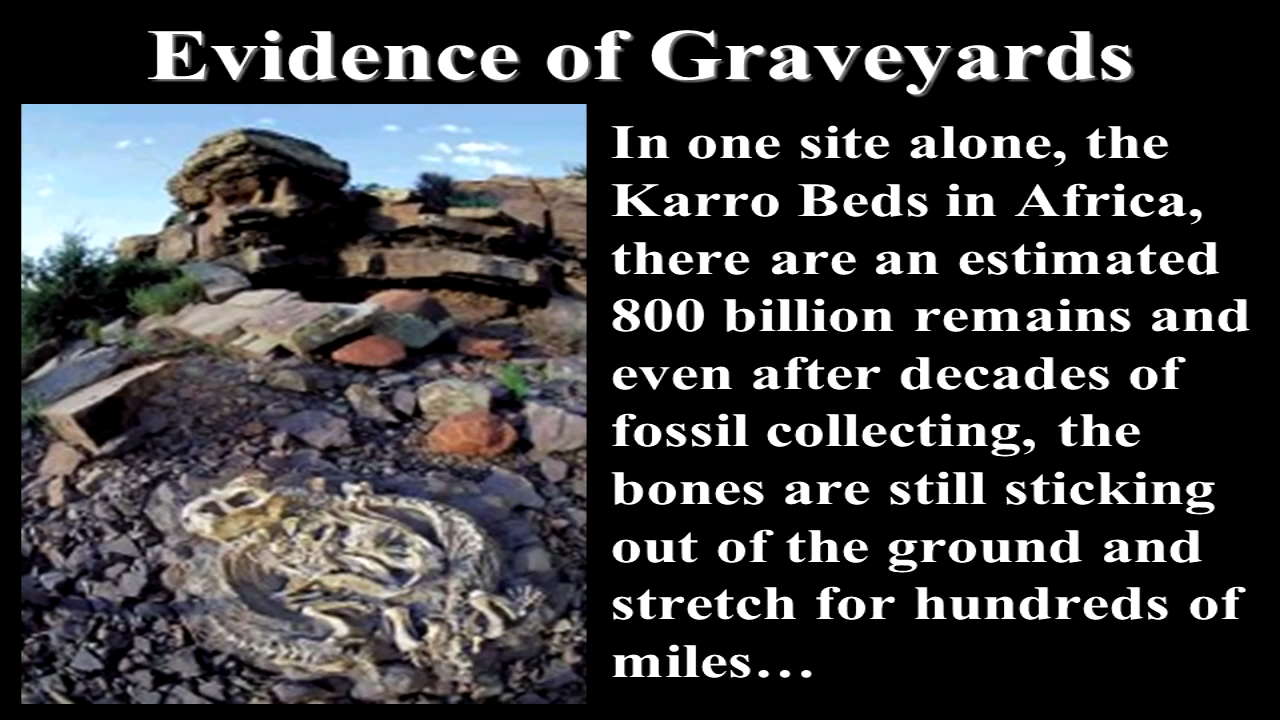 Evidence of Graveyards
In one site alone, the
Karro Beds in Africa,
there are an estimated
800 billion remains and
even after decades of
fossil collecting, the
bones are still sticking
out of the ground and
stretch for hundreds of
miles…